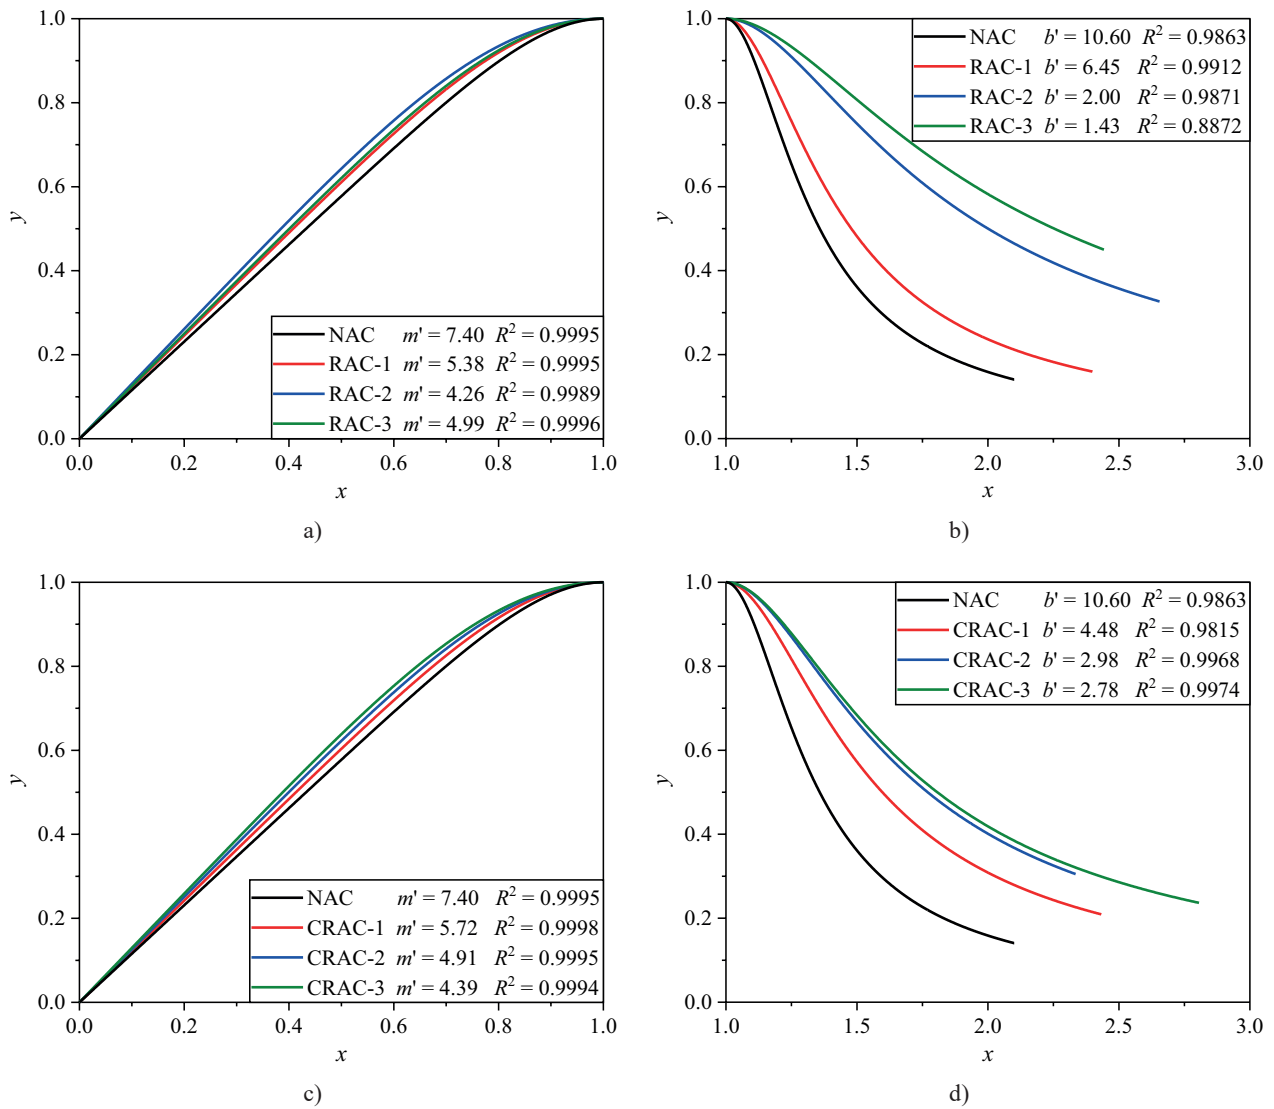 1.0
0.8
0.6
0.4
0.2
0.0
y
NAC m' = 7.40 R² = 0.9995
RAC-1 m' = 5.38 R² = 0.9995
RAC-2 m' = 4.26 R² = 0.9989
RAC-3 m' = 4.99 R² = 0.9996
0.0 0.2 0.4 0.6 0.8 1.0
x
a)
1.0
0.8
0.6
0.4
0.2
0.0
y
NAC b' = 10.60 R² = 0.9863
RAC-1 b' = 6.45 R² = 0.9912
RAC-2 b' = 2.00 R² = 0.9871
RAC-3 b' = 1.43 R² = 0.8872
1.0 1.5 2.0 2.5 3.0
x
b)
1.0
0.8
0.6
0.4
0.2
0.0
y
NAC m' = 7.40 R² = 0.9995
CRAC-1 m' = 5.72 R² = 0.9998
CRAC-2 m' = 4.91 R² = 0.9995
CRAC-3 m' = 4.39 R² = 0.9994
0.0 0.2 0.4 0.6 0.8 1.0
x
c)
1.0
0.8
0.6
0.4
0.2
0.0
y
NAC b' = 10.60 R² = 0.9863
CRAC-1 b' = 4.48 R² = 0.9815
CRAC-2 b' = 2.98 R² = 0.9968
CRAC-3 b' = 2.78 R² = 0.9974
1.0 1.5 2.0 2.5 3.0
x
d)